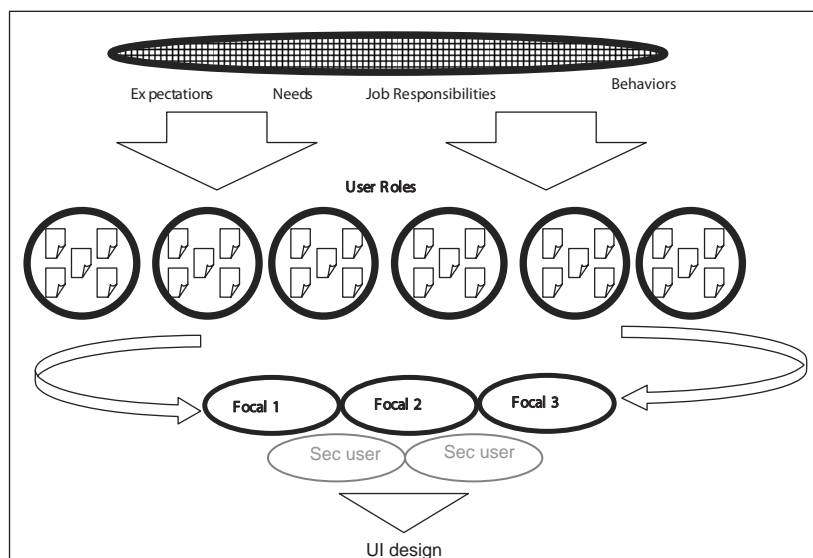 Expectations Needs Job Responsibilities Behaviors
User Roles
Focal 1 Focal 2 Focal 3
Sec user Sec user
UI design